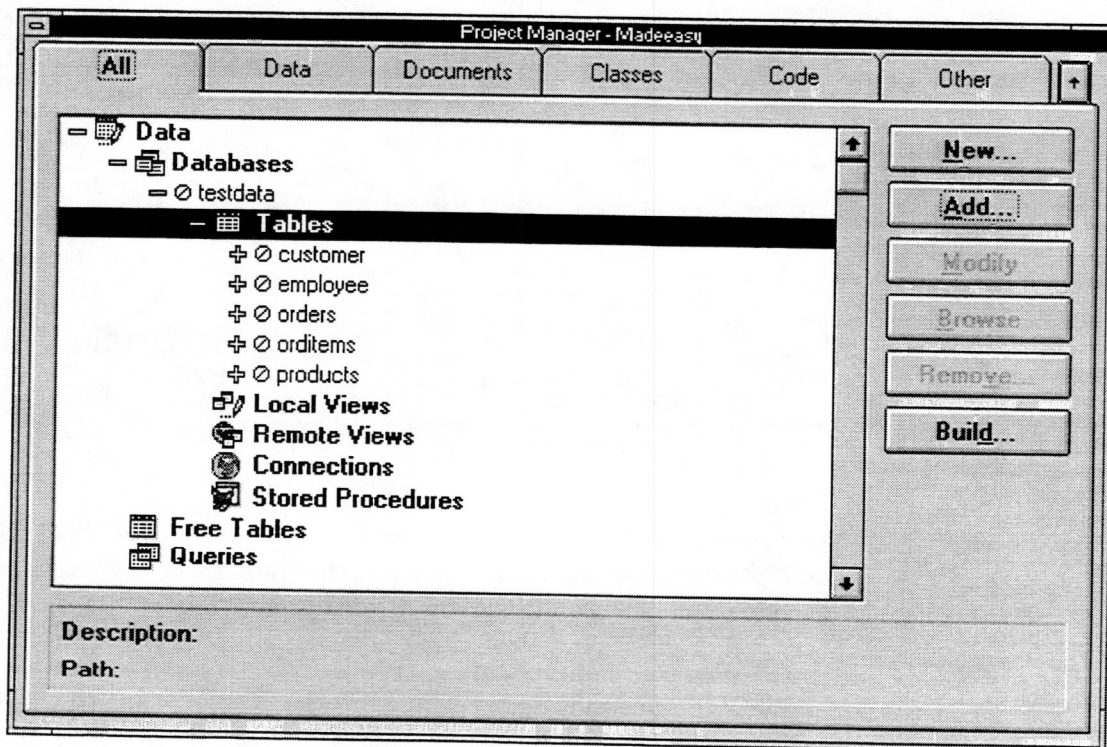 Project Manager - Madeeasy
All Data Documents Classes Code Other
Data
Databases
testdata
Tables
customer
employee
orders
orditems
products
Local Views
Remote Views
Connections
Stored Procedures
Free Tables
Queries
New...
Add...
Modify
Browse
Remove...
Build...
Description:
Path: